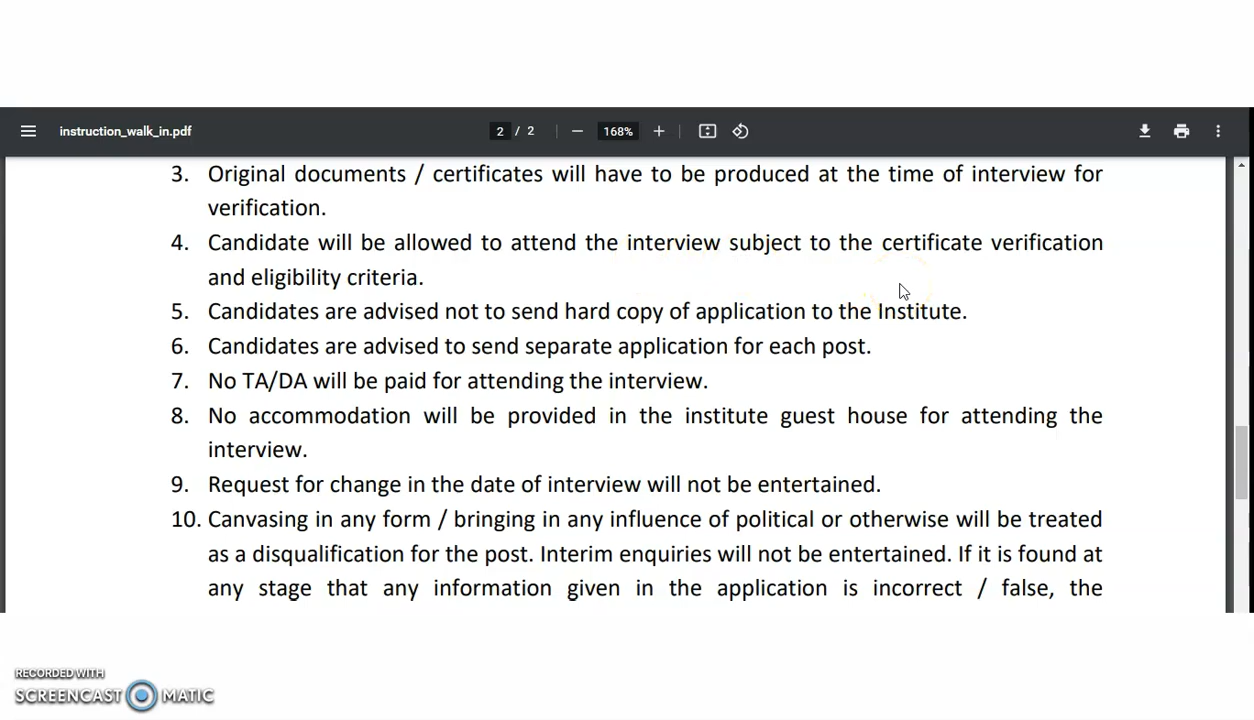 instruction_walk_in.pdf
2 / 2
168%
3. Original documents / certificates will have to be produced at the time of interview for
verification.
4. Candidate will be allowed to attend the interview subject to the certificate verification
and eligibility criteria.
5. Candidates are advised not to send hard copy of application to the Institute.
6. Candidates are advised to send separate application for each post.
7. No TA/DA will be paid for attending the interview.
8. No accommodation will be provided in the institute guest house for attending the
interview.
9. Request for change in the date of interview will not be entertained.
10. Canvasing in any form / bringing in any influence of political or otherwise will be treated
as a disqualification for the post. Interim enquiries will not be entertained. If it is found at
any stage that any information given in the application is incorrect / false, the
RECORDED WITH
SCREENCAST MATIC